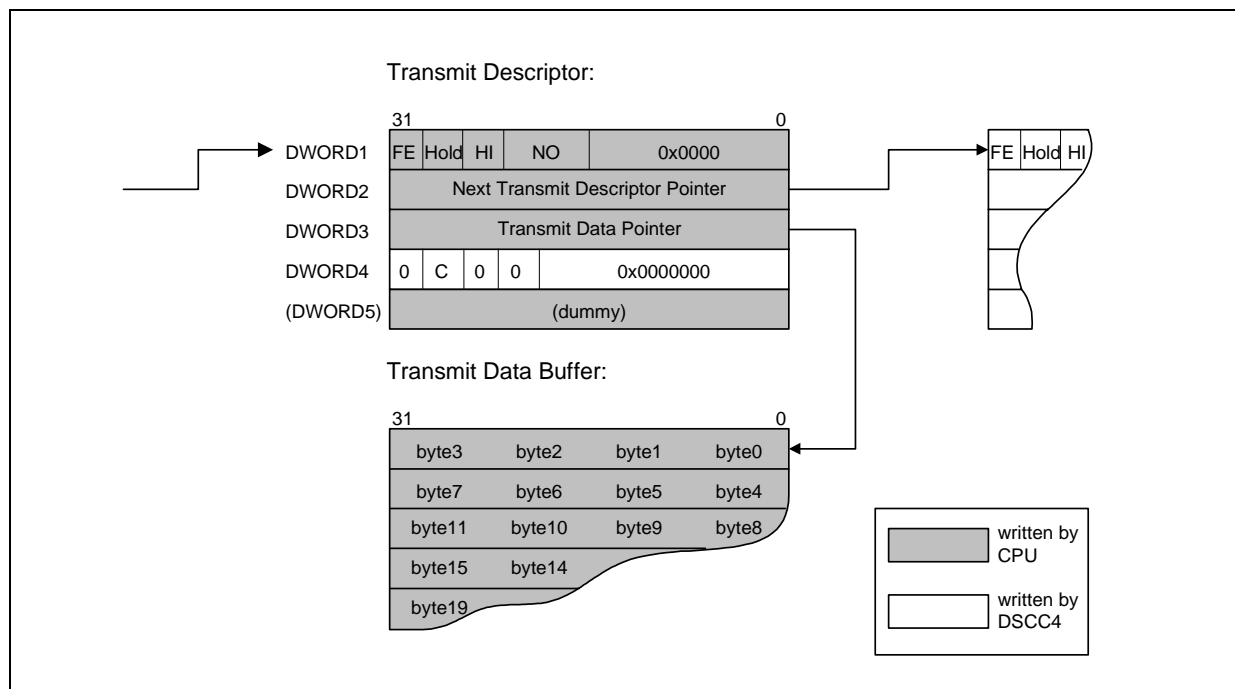 Transmit Descriptor:
31 0
DWORD1 FE Hold HI NO 0x0000 FE Hold HI
DWORD2 Next Transmit Descriptor Pointer
DWORD3 Transmit Data Pointer
DWORD4 0 C 0 0 0x0000000
(DWORD5) (dummy)
Transmit Data Buffer:
31 0
byte3 byte2 byte1 byte0
byte7 byte6 byte5 byte4
byte11 byte10 byte9 byte8
byte15 byte14
byte19
written by
CPU
written by
DSCC4